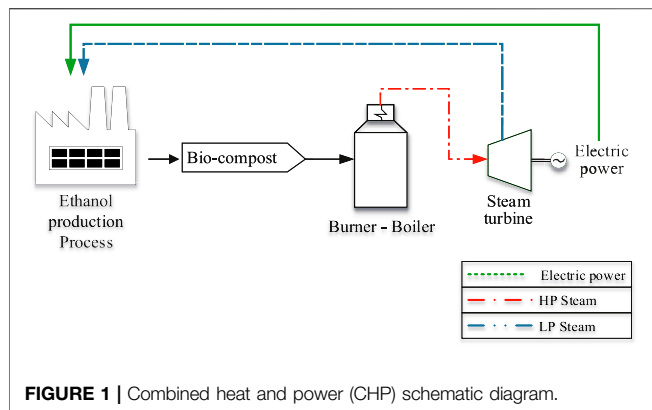 Ethanol
production
Process
Bio-compost
Burner - Boiler
Steam
turbine
Electric
power
Electric power
HP Steam
LP Steam
FIGURE 1 | Combined heat and power (CHP) schematic diagram.